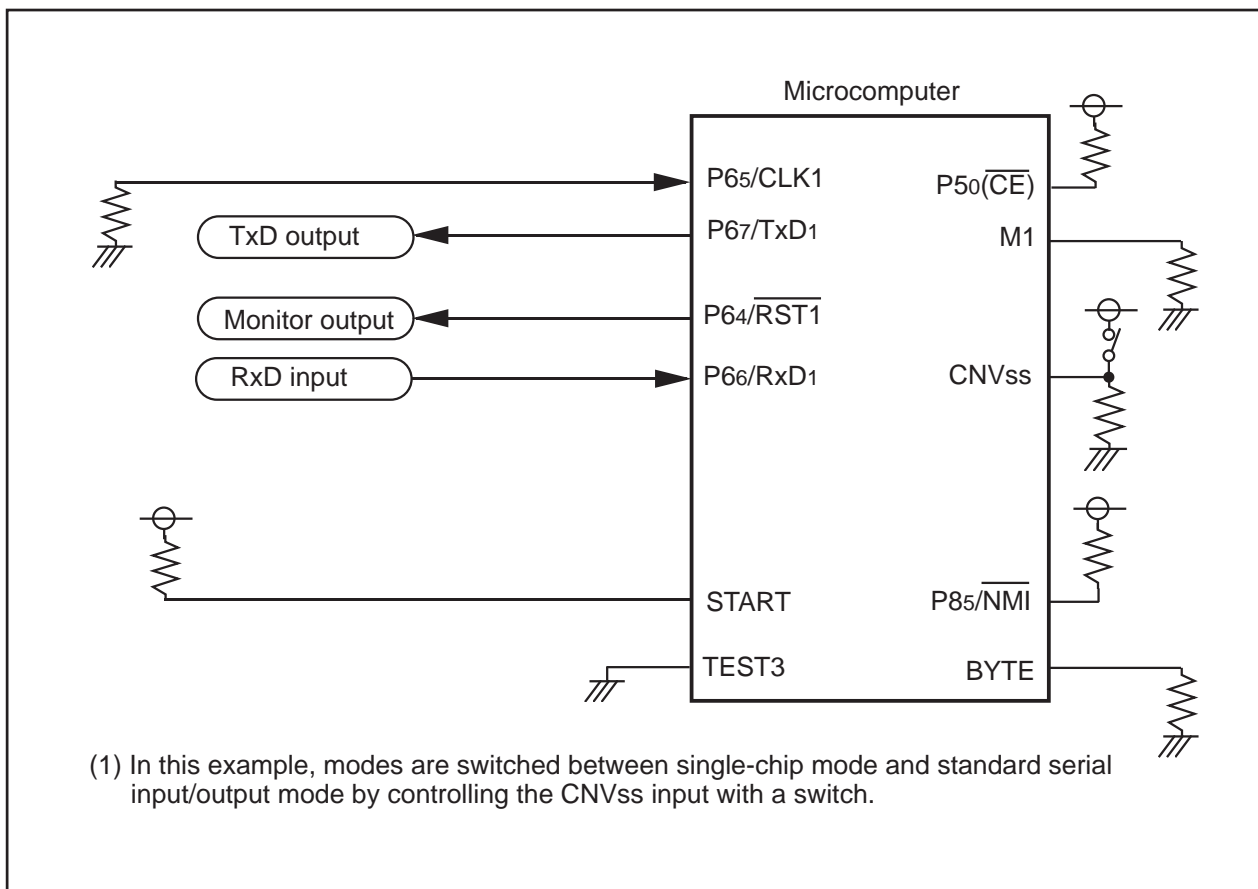 Microcomputer
P65/CLK1
P50(CE)
TxD output
P67/TxD1
M1
Monitor output
P64/RST1
RxD input
P66/RxD1
CNVss
START
P85/NMI
TEST3
BYTE
(1) In this example, modes are switched between single-chip mode and standard serial
input/output mode by controlling the CNVss input with a switch.